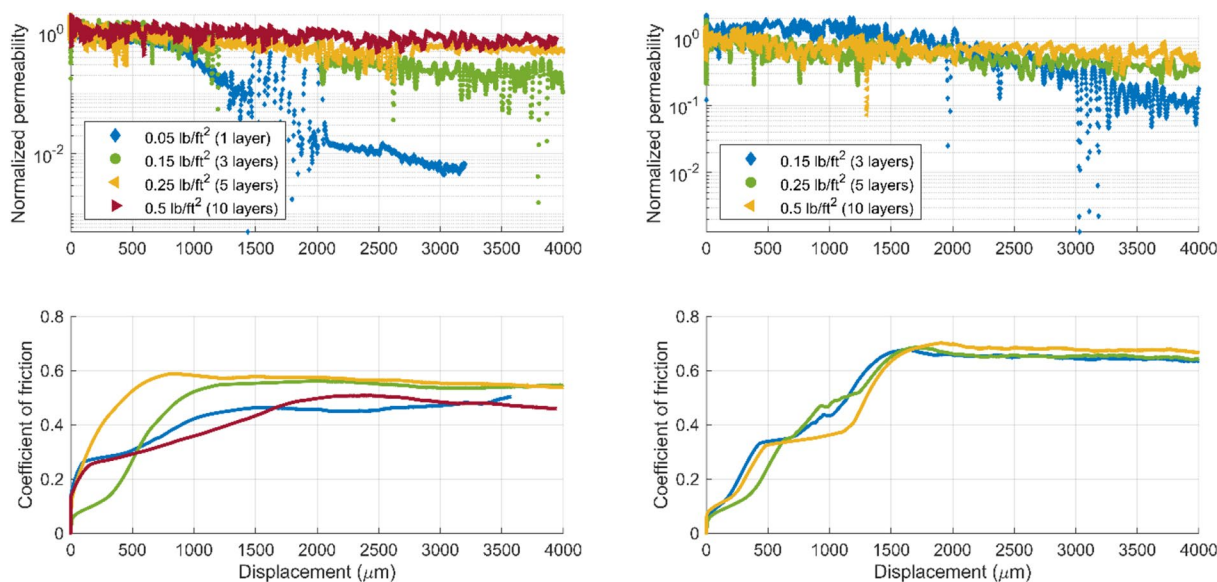 Normalized permeability
10^0
10^-1
10^-2
0.05 lb/ft^2 (1 layer)
0.15 lb/ft^2 (3 layers)
0.25 lb/ft^2 (5 layers)
0.5 lb/ft^2 (10 layers)
0 500 1000 1500 2000 2500 3000 3500 4000
Normalized permeability
10^0
10^-1
10^-2
0.15 lb/ft^2 (3 layers)
0.25 lb/ft^2 (5 layers)
0.5 lb/ft^2 (10 layers)
0 500 1000 1500 2000 2500 3000 3500 4000
Coefficient of friction
0.8
0.6
0.4
0.2
0
0 500 1000 1500 2000 2500 3000 3500 4000
Displacement (μm)
Coefficient of friction
0.8
0.6
0.4
0.2
0
0 500 1000 1500 2000 2500 3000 3500 4000
Displacement (μm)